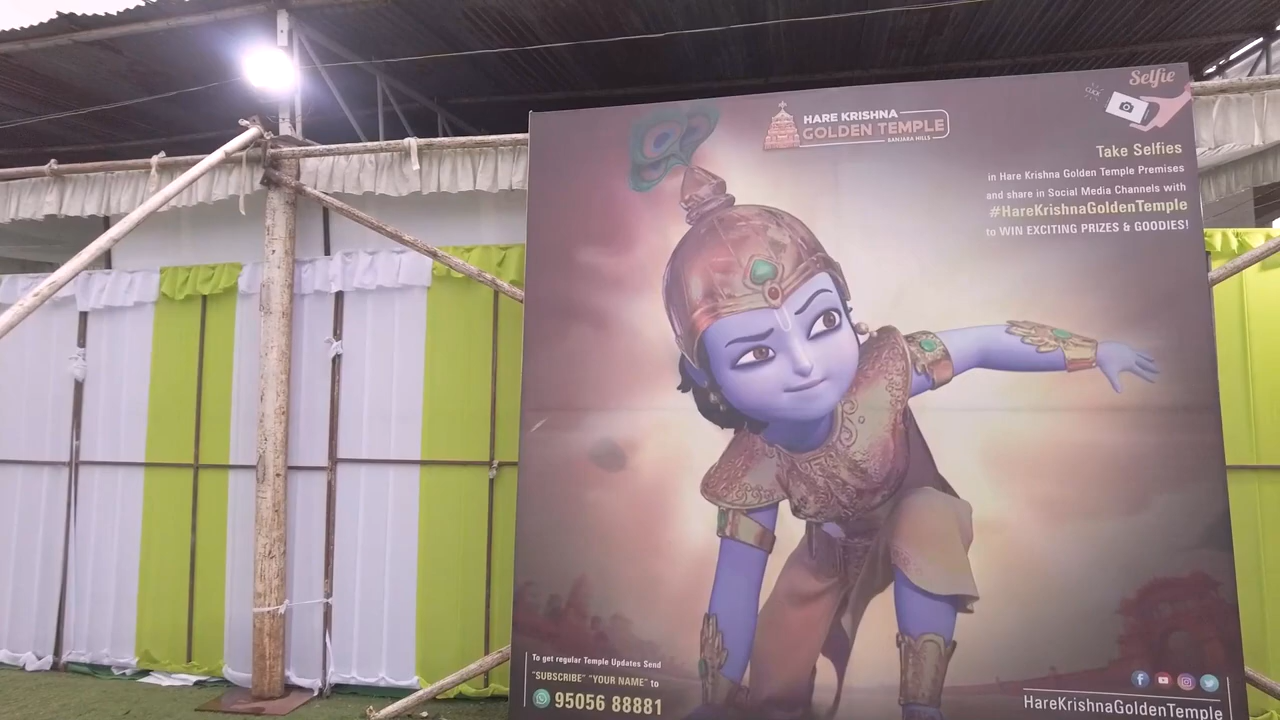 HARE KRISHNA
GOLDEN TEMPLE
BANJARA HILLS
Selfie
CLICK
Take Selfies
in Hare Krishna Golden Temple Premises
and share in Social Media Channels with
#HareKrishnaGoldenTemple
to WIN EXCITING PRIZES & GOODIES!
To get regular Temple Updates Send
"SUBSCRIBE" "YOUR NAME" to
95056 88881
HareKrishnaGoldenTemple